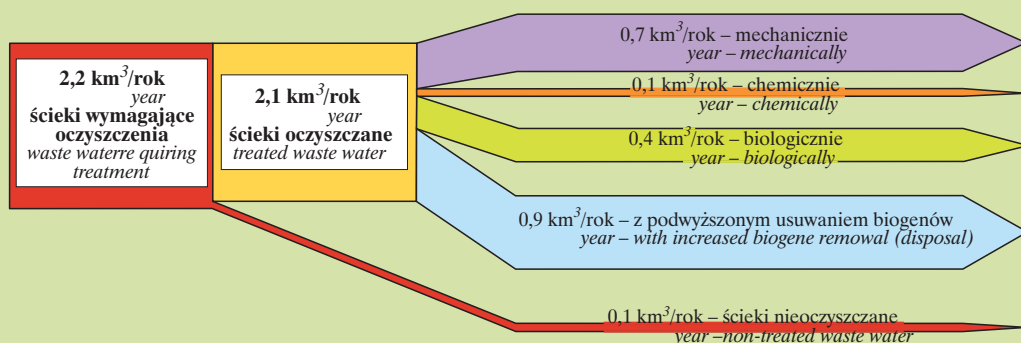 2,2 km³/rok
year
ścieki wymagające
oczyszczenia
waste waterre quiring
treatment
2,1 km³/rok
year
ścieki oczyszczane
treated waste water
0,7 km³/rok – mechanicznie
year – mechanically
0,1 km³/rok – chemicznie
year – chemically
0,4 km³/rok – biologicznie
year – biologically
0,9 km³/rok – z podwyższonym usuwaniem biogenów
year – with increased biogene remowal (disposal)
0,1 km³/rok – ścieki nieoczyszczane
year –non-treated waste water